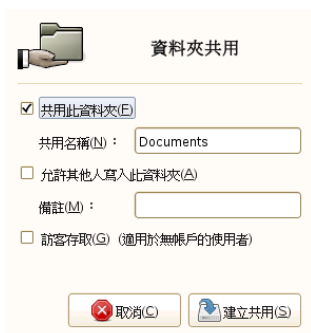 資料夾共用
共用此資料夾(F)
共用名稱(N)： Documents
允許其他人寫入此資料夾(A)
備註(M)：
訪客存取(G) (適用於無帳戶的使用者)
取消(C) 建立共用(S)